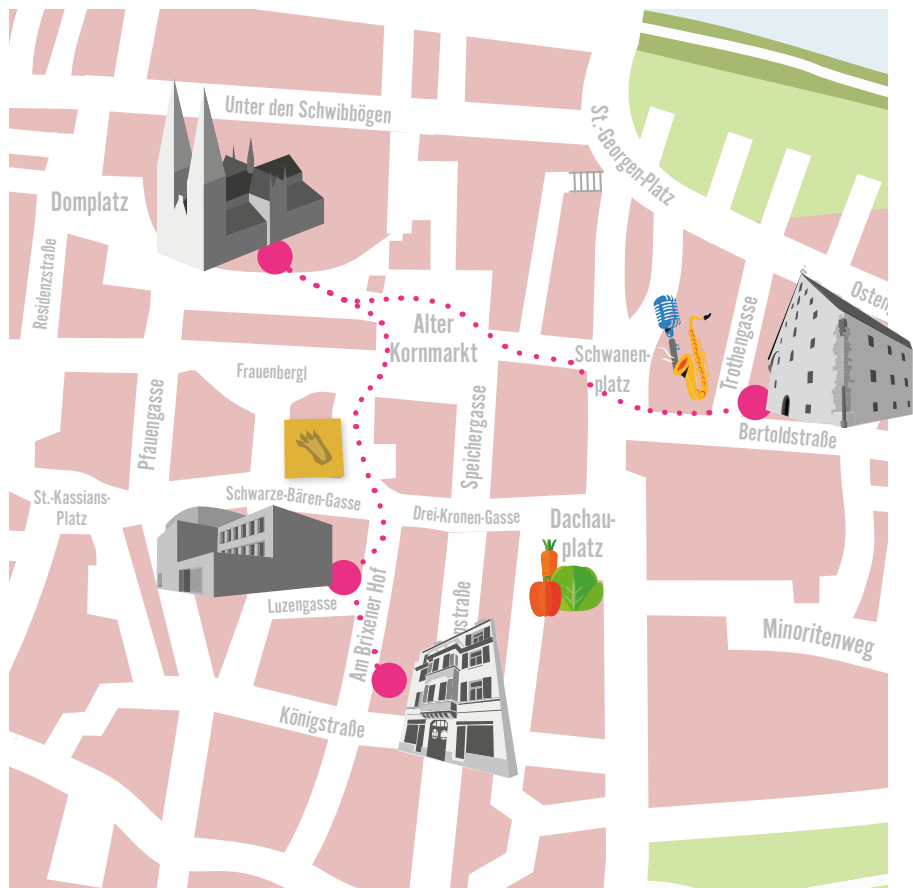 Unter den Schwibbögen
St.-Georgen-Platz
Domplatz
Residenzstraße
Osten
Alter
Kornmarkt
Trothengasse
Schwanen-
platz
Frauenbergl
Pfauengasse
Speichergasse
Bertoldstraße
St.-Kassians-
Platz
Schwarze-Bären-Gasse
Drei-Kronen-Gasse
Dachau-
platz
Luzengasse
Am Brixener Hof
nstraße
Minoritenweg
Königstraße